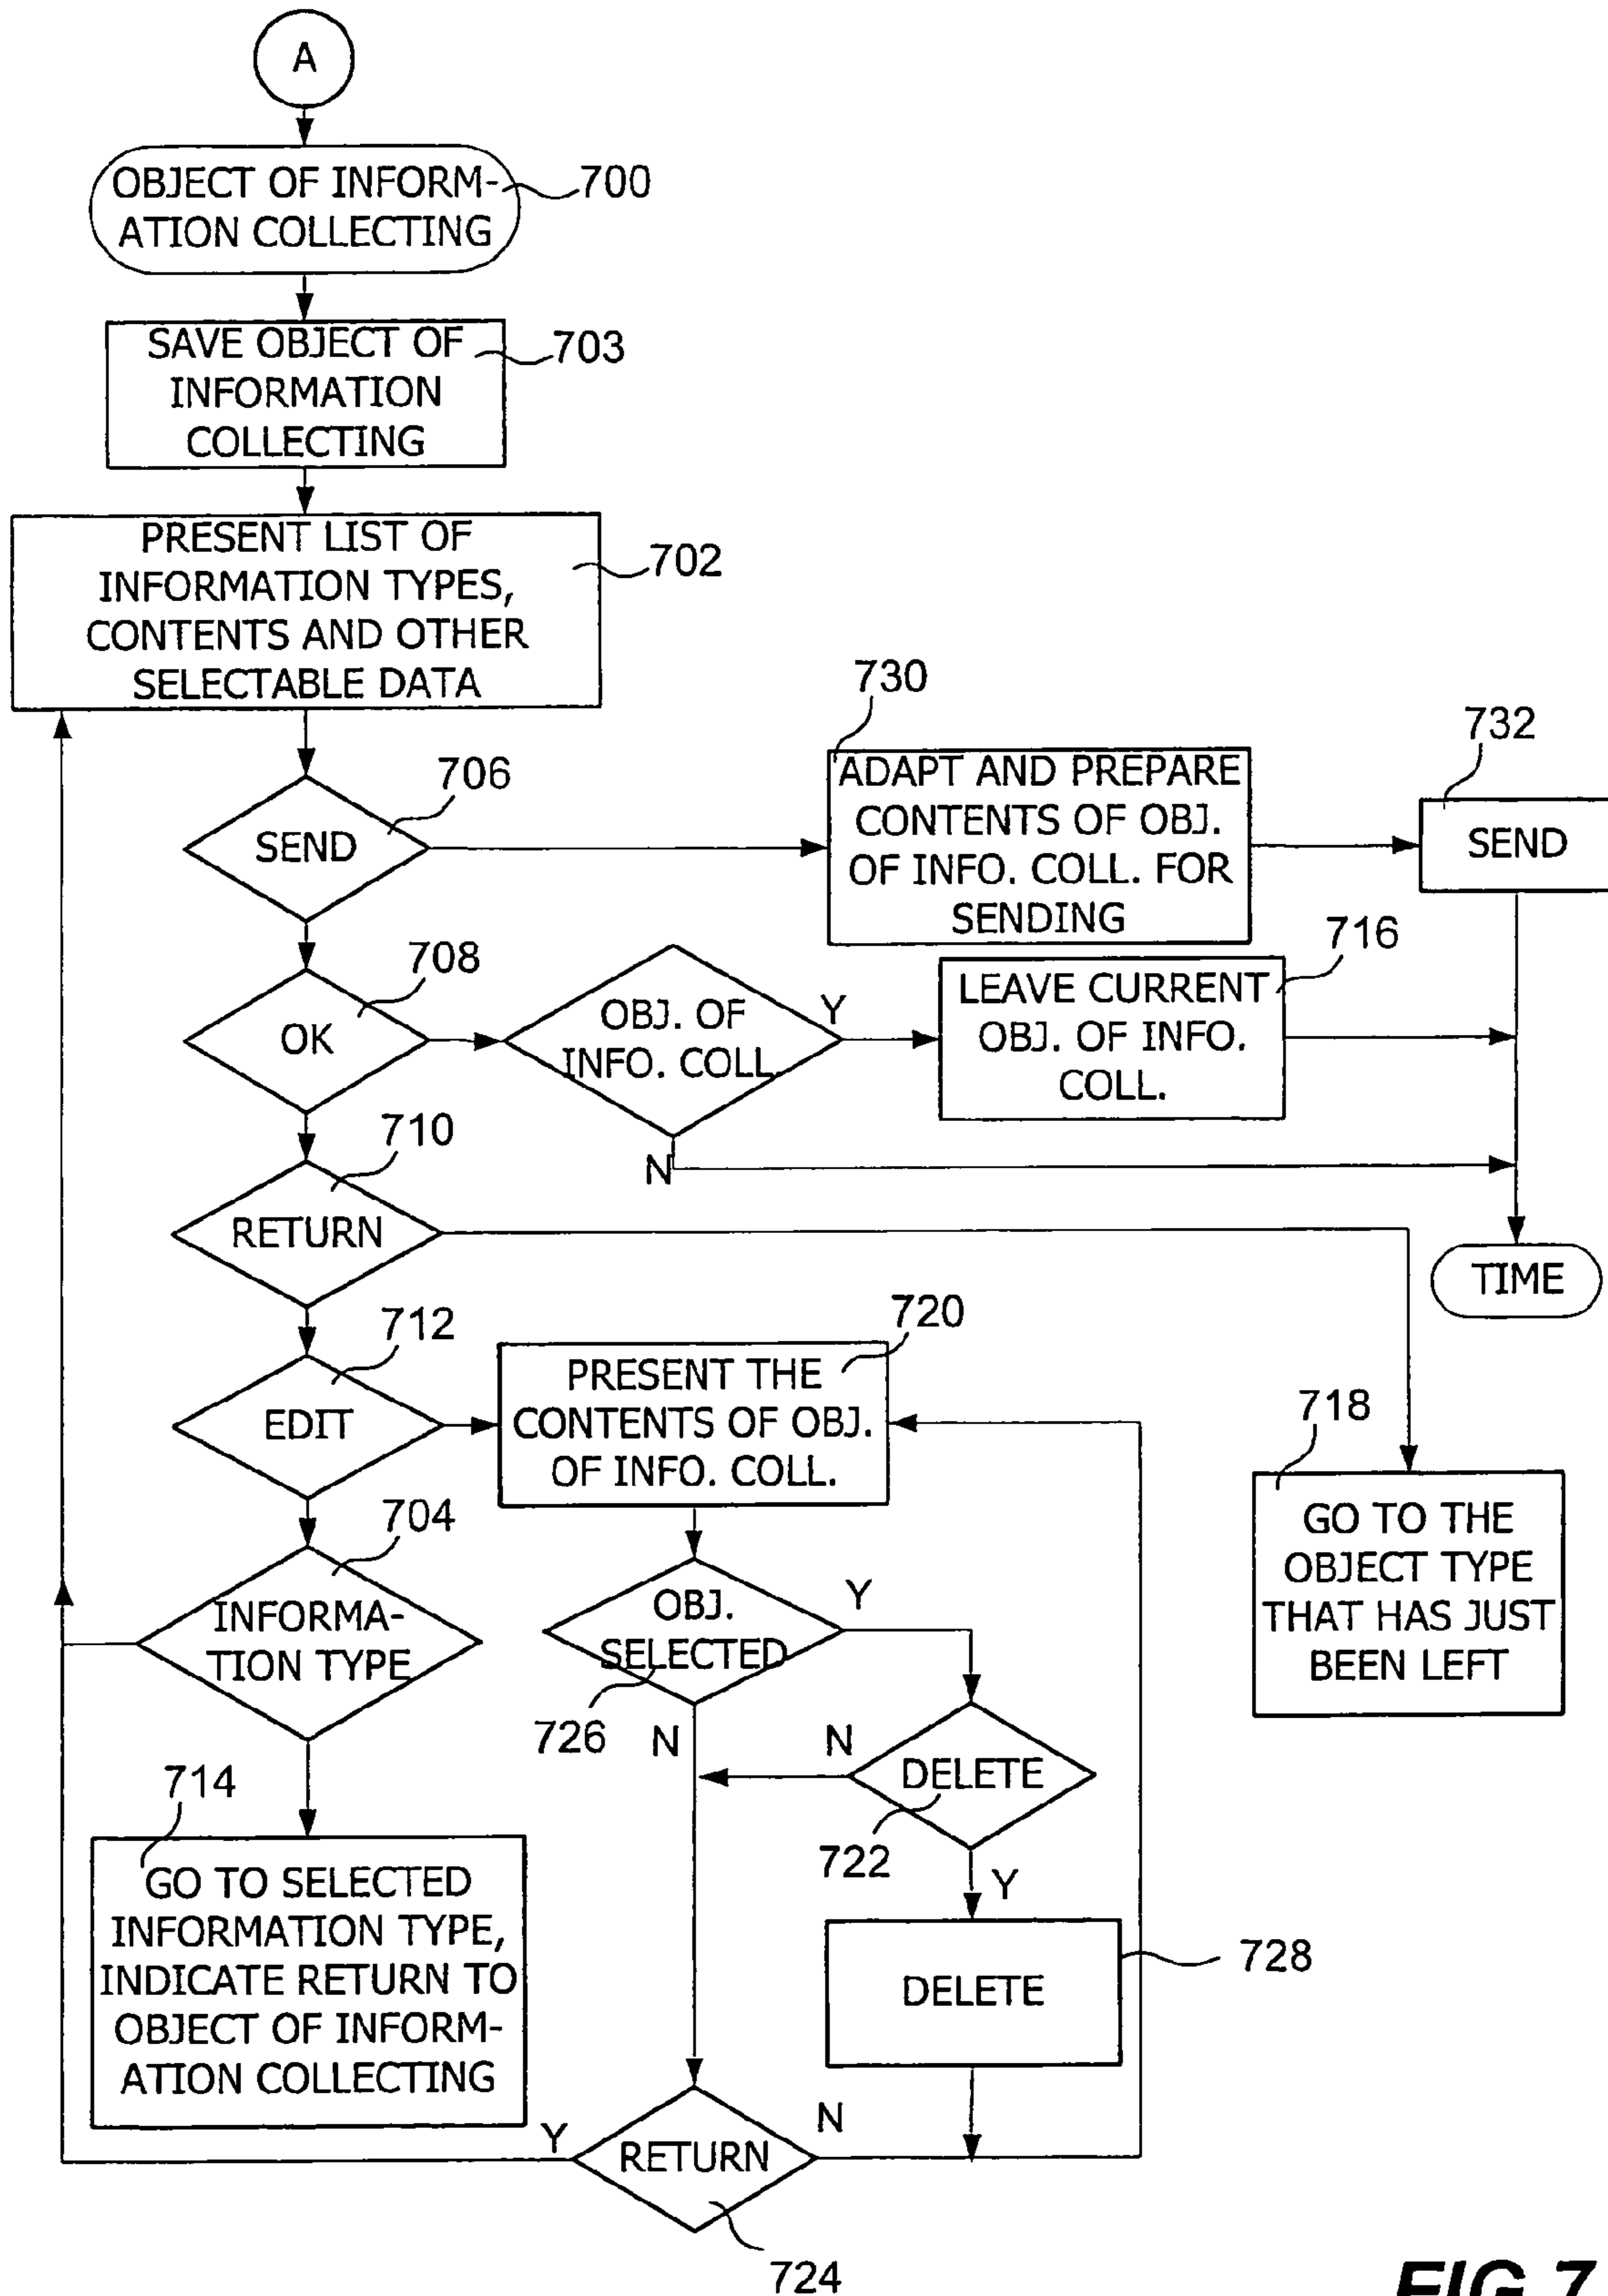 A
OBJECT OF INFORM-
ATION COLLECTING
700
SAVE OBJECT OF
INFORMATION
COLLECTING
703
PRESENT LIST OF
INFORMATION TYPES,
CONTENTS AND OTHER
SELECTABLE DATA
702
SEND
706
730
ADAPT AND PREPARE
CONTENTS OF OBJ.
OF INFO. COLL. FOR
SENDING
732
SEND
OK
708
OBJ. OF
INFO. COLL.
Y
N
716
LEAVE CURRENT
OBJ. OF INFO.
COLL.
TIME
710
RETURN
712
EDIT
720
PRESENT THE
CONTENTS OF OBJ.
OF INFO. COLL.
718
GO TO THE
OBJECT TYPE
THAT HAS JUST
BEEN LEFT
704
INFORMA-
TION TYPE
OBJ.
SELECTED
Y
726
N
N
DELETE
722
Y
714
GO TO SELECTED
INFORMATION TYPE,
INDICATE RETURN TO
OBJECT OF INFORM-
ATION COLLECTING
DELETE
728
Y
RETURN
N
724
FIG 7